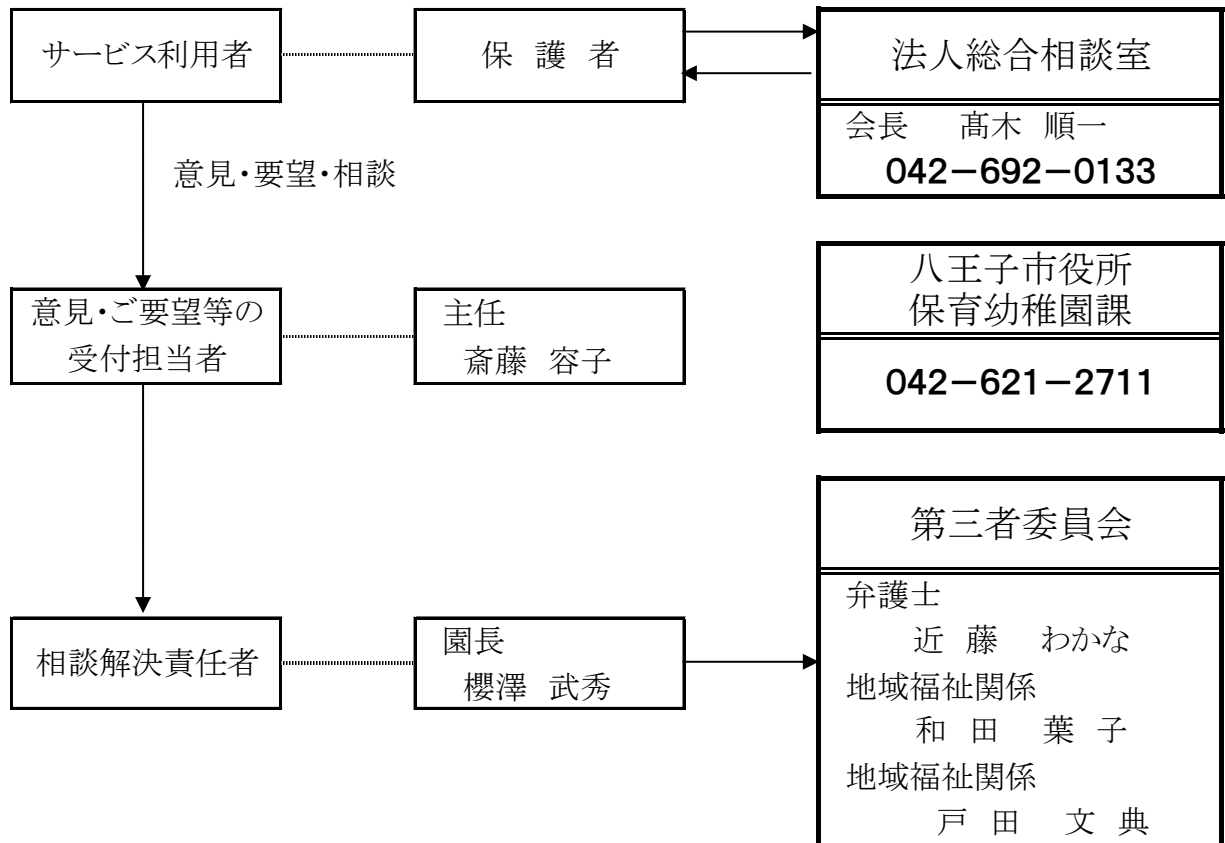 サービス利用者
保 護 者
法人総合相談室
会長 髙木 順一
042－692－0133
意見・要望・相談
八王子市役所
保育幼稚園課
042－621－2711
意見・ご要望等の
受付担当者
主任
斎藤 容子
第三者委員会
弁護士
近 藤 わかな
地域福祉関係
和 田 葉 子
地域福祉関係
戸 田 文 典
相談解決責任者
園長
櫻澤 武秀